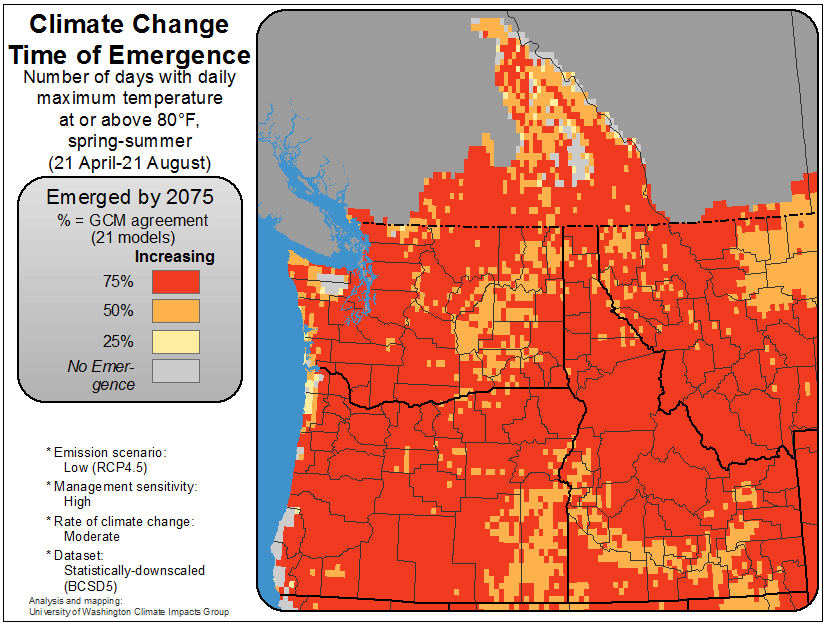 Climate Change
Time of Emergence
Number of days with daily
maximum temperature
at or above 80°F,
spring-summer
(21 April-21 August)
Emerged by 2075
% = GCM agreement
(21 models)
Increasing
75%
50%
25%
No Emer-
gence
* Emission scenario:
Low (RCP4.5)
* Management sensitivity:
High
* Rate of climate change:
Moderate
* Dataset:
Statistically-downscaled
(BCSD5)
Analysis and mapping:
University of Washington Climate Impacts Group